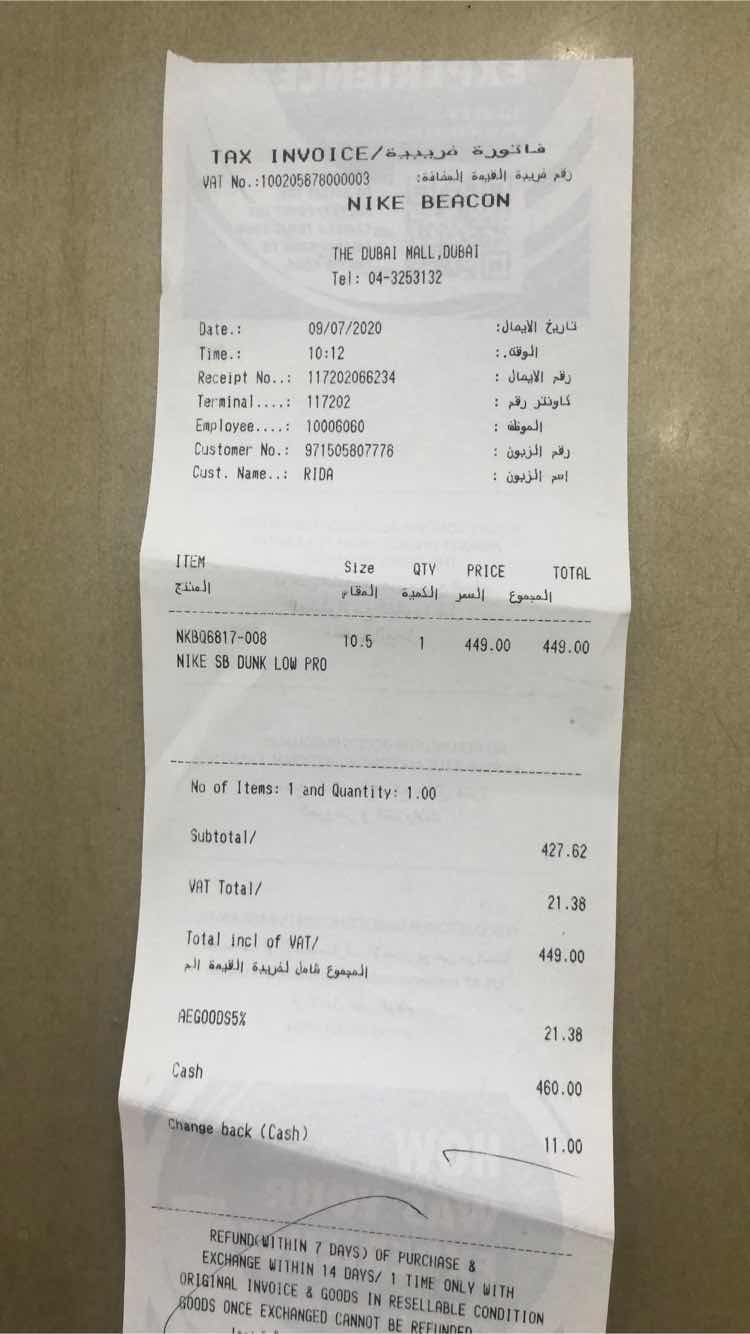 TAX INVOICE/فاتورة ضريبية
VAT No.:100205678000003 رقم ضريبة القيمة المضافة:
NIKE BEACON
THE DUBAI MALL,DUBAI
Tel: 04-3253132
Date.: 09/07/2020 تاريخ الايصال:
Time.: 10:12 الوقت.:
Receipt No..: 117202066234 رقم الايصال :
Terminal....: 117202 كاونتر رقم :
Employee....: 10006060 الموظف :
Customer No.: 971505807776 رقم الزبون :
Cust. Name..: RIDA اسم الزبون :
ITEM Size QTY PRICE TOTAL
المنتج المقاس الكمية السعر المجموع
NKBQ6817-008 10.5 1 449.00 449.00
NIKE SB DUNK LOW PRO
No of Items: 1 and Quantity: 1.00
Subtotal/ 427.62
VAT Total/ 21.38
Total incl of VAT/ 449.00
المجموع شامل لضريبة القيمة الم
AEGOODS5% 21.38
Cash 460.00
Change back (Cash) 11.00
REFUND(WITHIN 7 DAYS) OF PURCHASE &
EXCHANGE WITHIN 14 DAYS/ 1 TIME ONLY WITH
ORIGINAL INVOICE & GOODS IN RESELLABLE CONDITION
GOODS ONCE EXCHANGED CANNOT BE REFUNDED